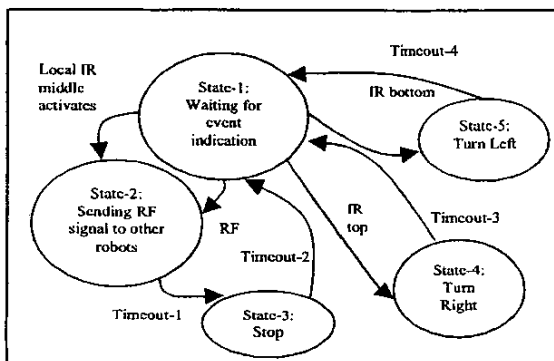 Timeout-4
Local IR
middle
activates
State-1:
Waiting for
event
indication
IR bottom
State-5:
Turn Left
State-2:
Sending RF
signal to other
robots
RF
IR
top
Timeout-3
Timeout-2
State-4:
Turn
Right
Timeout-1
State-3:
Stop